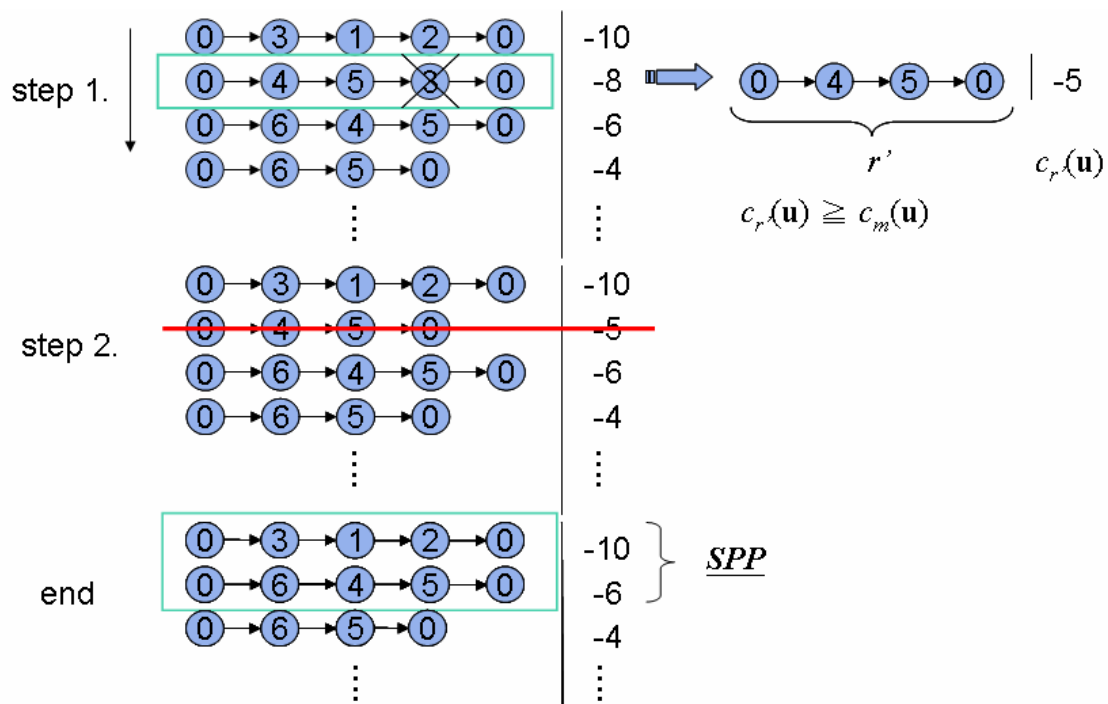 0 3 1 2 0 -10
step 1. 0 4 5 3 0 -8 0 4 5 0 -5
0 6 4 5 0 -6 r' c_r'(u)
0 6 5 0 -4
c_r'(u) ≧ c_m(u)
0 3 1 2 0 -10
step 2. 0 4 5 0 -5
0 6 4 5 0 -6
0 6 5 0 -4
0 3 1 2 0 -10
SPP
end 0 6 4 5 0 -6
0 6 5 0 -4